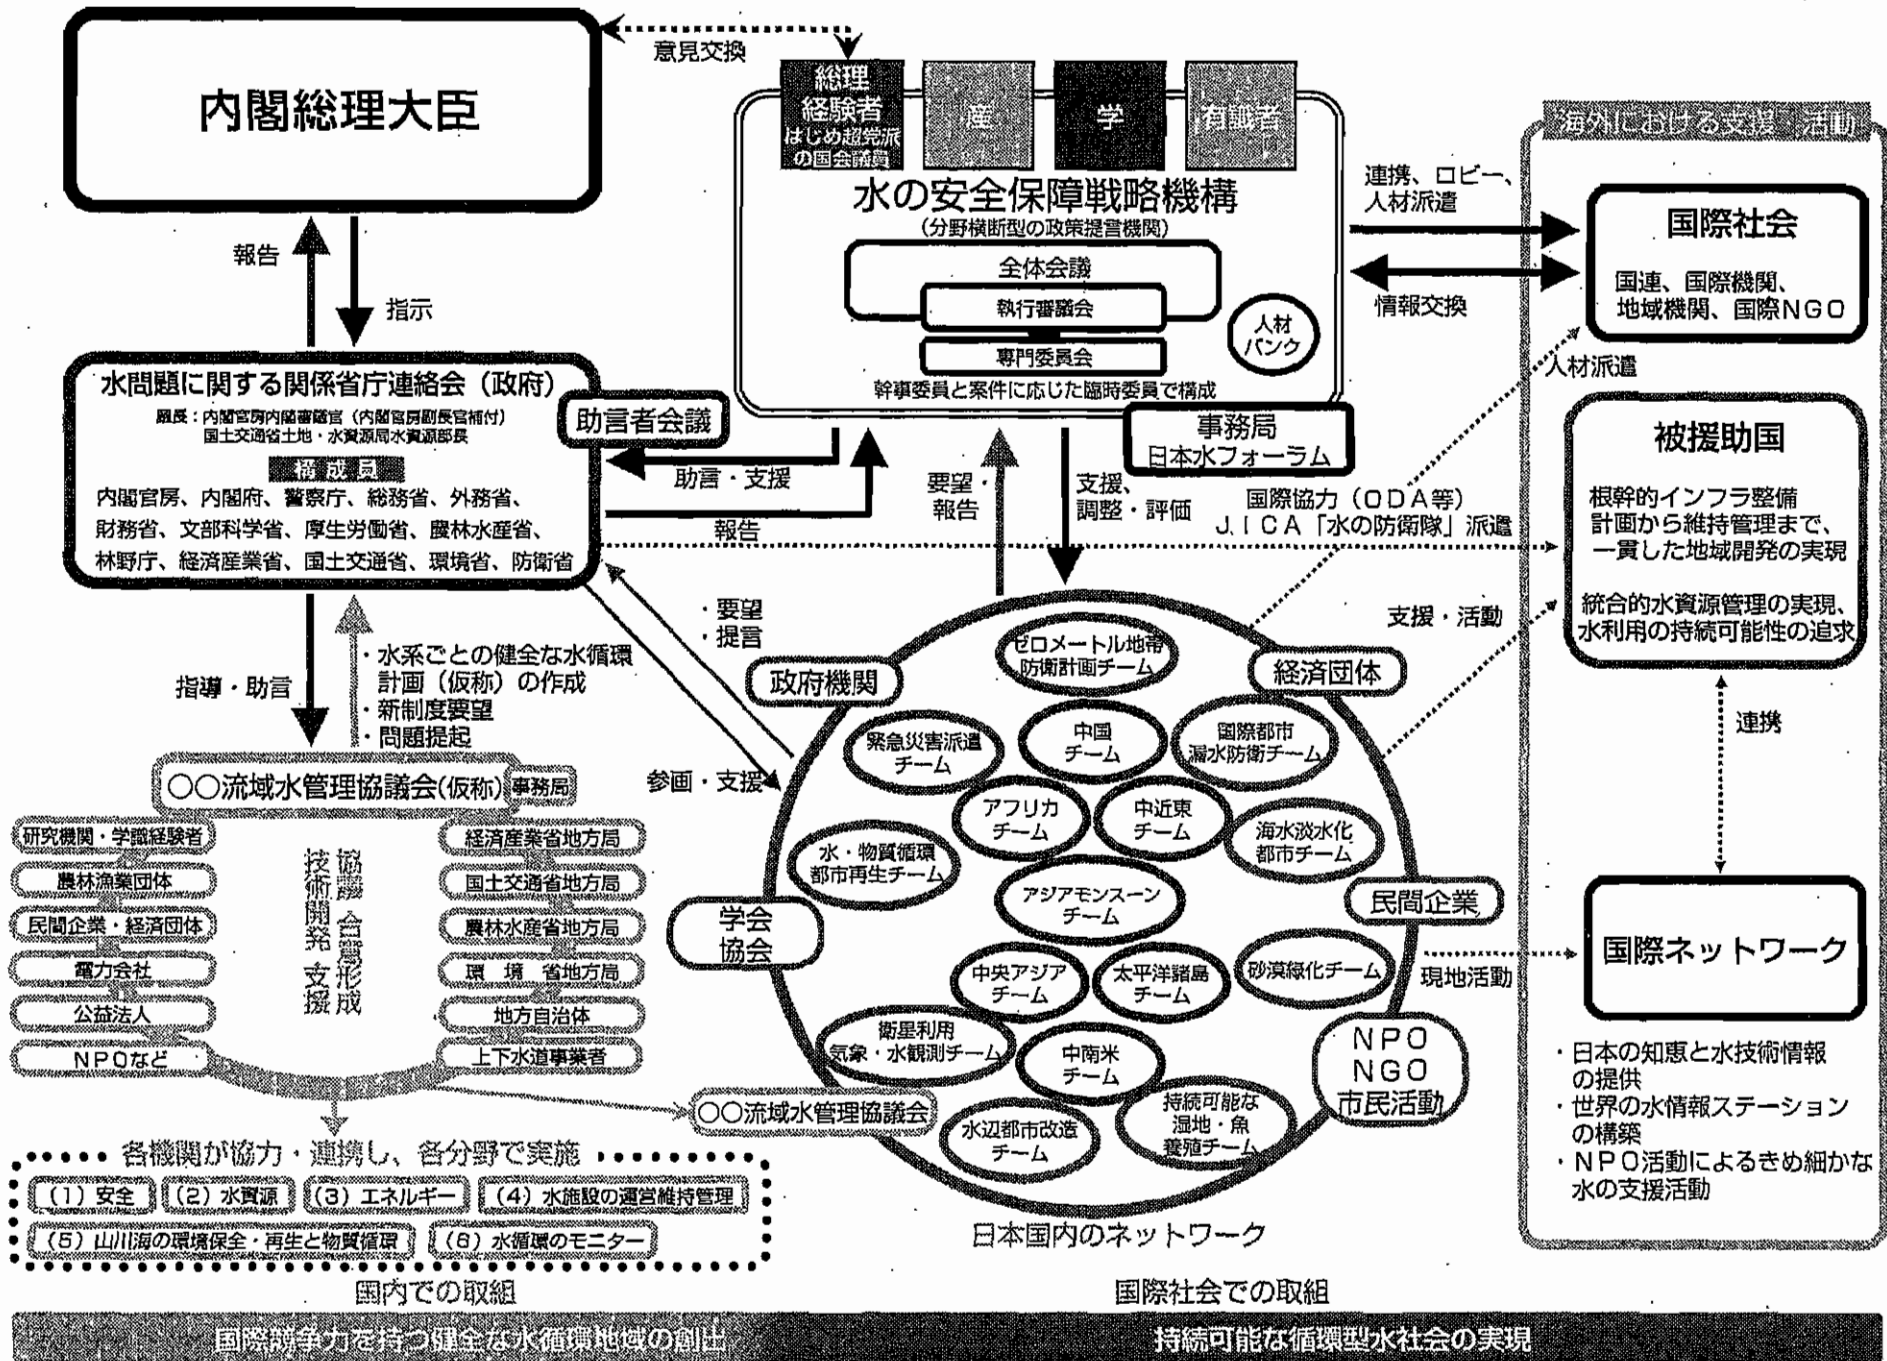 内閣総理大臣
意見交換
総理
経験者
はじめ超党派
の国会議員
産
学
有識者
水の安全保障戦略機構
(分野横断型の政策提言機関)
全体会議
執行審議会
専門委員会
人材
バンク
幹事委員と案件に応じた臨時委員で構成
事務局
日本水フォーラム
報告
指示
水問題に関する関係省庁連絡会(政府)
内閣官房内閣審議官(内閣官房副長官補付)
国土交通省土地・水資源局水資源部長
構成員
内閣官房、内閣府、警察庁、総務省、外務省、
財務省、文部科学省、厚生労働省、農林水産省、
林野庁、経済産業省、国土交通省、環境省、防衛省
助言者会議
助言・支援
報告
要望・
報告
支援、
調整・評価
連携、ロビー、
人材派遣
情報交換
海外における支援 活動
国際社会
国連、国際機関、
地域機関、国際NGO
人材派遣
被援助国
根幹的インフラ整備
計画から維持管理まで、
一貫した地域開発の実現
統合的水資源管理の実現、
水利用の持続可能性の追求
国際協力(ODA等)
J.ICA「水の防衛隊」派遣
支援・活動
連携
国際ネットワーク
現地活動
・日本の知恵と水技術情報
の提供
・世界の水情報ステーション
の構築
・NPO活動によるきめ細かな
水の支援活動
指導・助言
・水系ごとの健全な水循環
計画(仮称)の作成
・新制度要望
・問題提起
・要望
・提言
参画・支援
〇〇流域水管理協議会(仮称)
事務局
研究機関・学識経験者
農林漁業団体
民間企業・経済団体
電力会社
公益法人
NPOなど
協議 合意形成
技術開発 支援
経済産業省地方局
国土交通省地方局
農林水産省地方局
環 境 省地方局
地方自治体
上下水道事業者
政府機関
経済団体
学会
協会
民間企業
NPO
NGO
市民活動
〇〇流域水管理協議会
ゼロメートル地帯
防衛計画チーム
緊急災害派遣
チーム
中国
チーム
国際都市
漏水防衛チーム
アフリカ
チーム
中近東
チーム
海水淡水化
都市チーム
水・物質循環
都市再生チーム
アジアモンスーン
チーム
中央アジア
チーム
太平洋諸島
チーム
砂漠緑化チーム
衛星利用
気象・水観測チーム
中南米
チーム
水辺都市改造
チーム
持続可能な
湿地・魚
養殖チーム
日本国内のネットワーク
各機関が協力・連携し、各分野で実施
(1)安全
(2)水資源
(3)エネルギー
(4)水施設の運営維持管理
(5)山川海の環境保全・再生と物質循環
(6)水循環のモニター
国内での取組
国際社会での取組
国際競争力を持つ健全な水循環地域の創出
持続可能な循環型水社会の実現